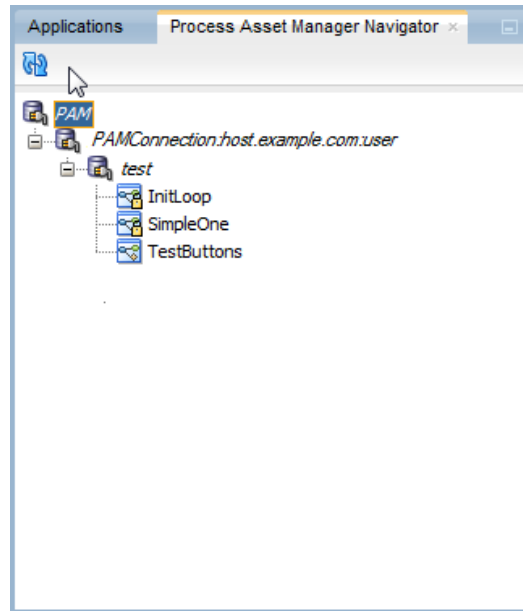 Applications Process Asset Manager Navigator
PAM
PAMConnection:host.example.com:user
test
InitLoop
SimpleOne
TestButtons